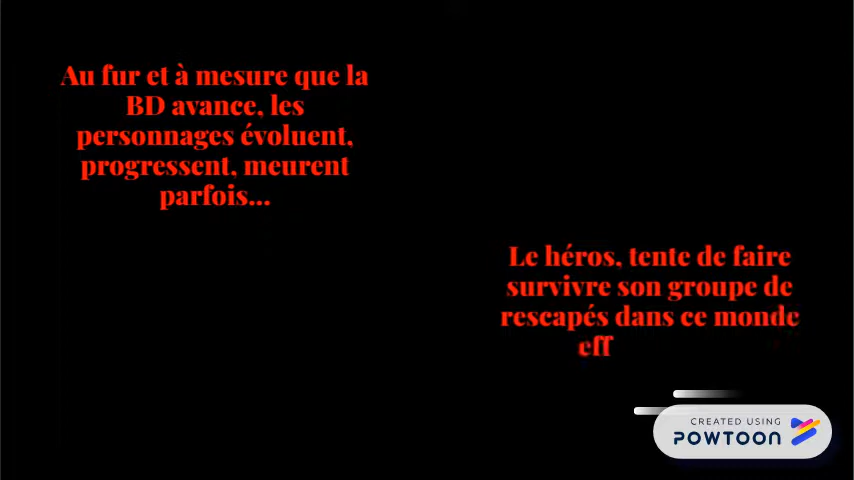 Au fur et à mesure que la
BD avance, les
personnages évoluent,
progressent, meurent
parfois...
Le héros, tente de faire
survivre son groupe de
rescapés dans ce monde
eff
CREATED USING
POWTOON